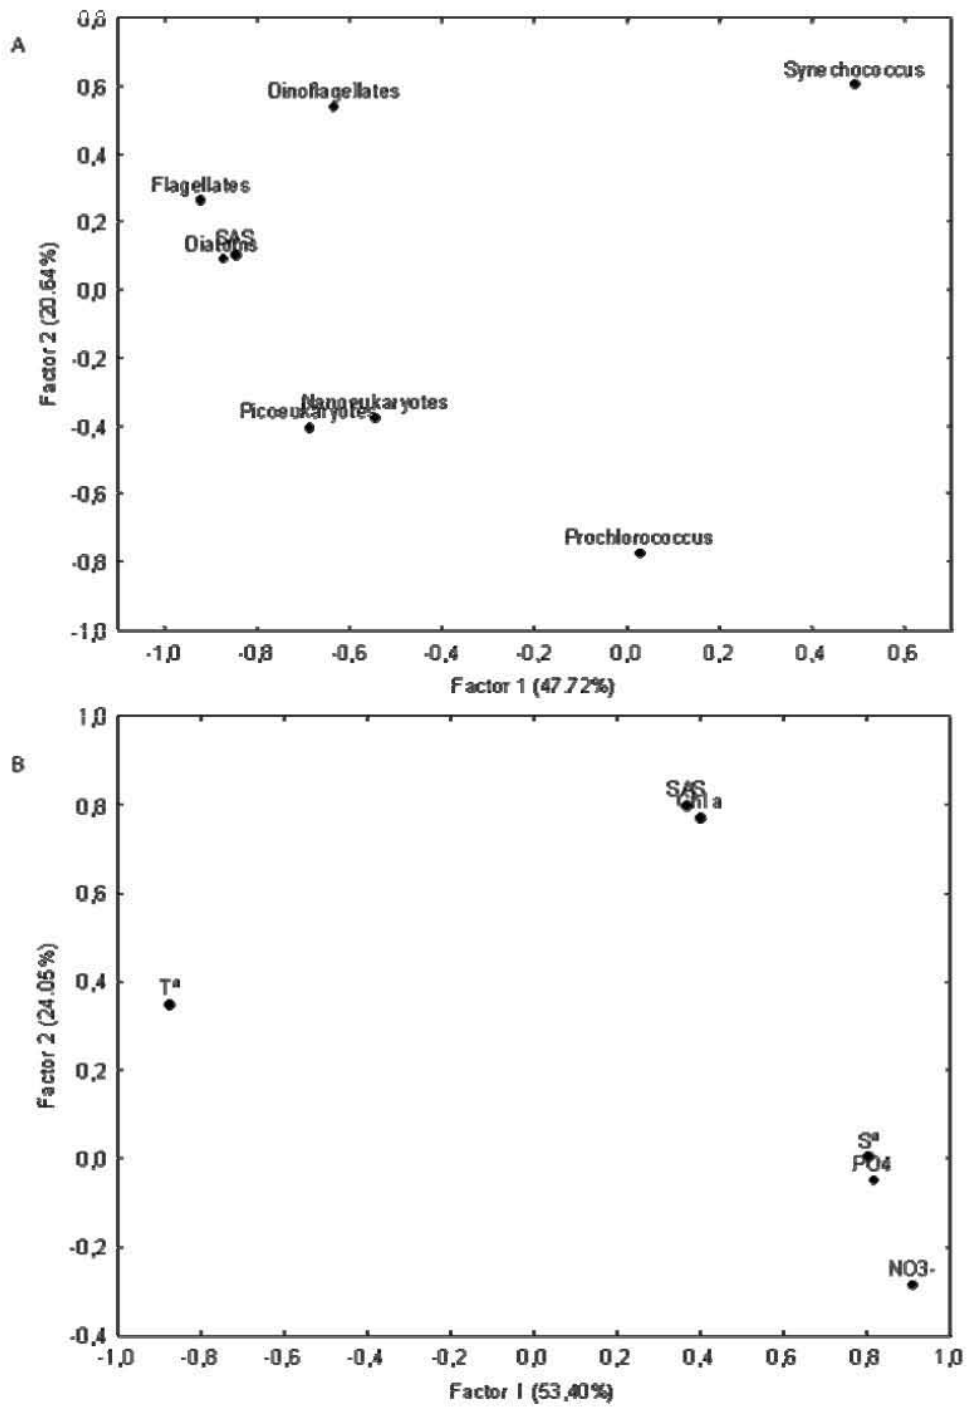 A
0,8
0,6
0,4
0,2
0,0
-0,2
-0,4
-0,6
-0,8
-1,0
Factor 2 (20.64%)
Synechococcus
Dinoflagellates
Flagellates
SAS
Diatoms
Nanoeukaryotes
Picoeukaryotes
Prochlorococcus
-1,0 -0,8 -0,6 -0,4 -0,2 0,0 0,2 0,4 0,6
Factor 1 (47.72%)
B
1,0
0,8
0,6
0,4
0,2
0,0
-0,2
-0,4
Factor 2 (24.05%)
SAS
Chl a
Tª
Sª
PO4
NO3-
-1,0 -0,8 -0,6 -0,4 -0,2 0,0 0,2 0,4 0,6 0,8 1,0
Factor 1 (53,40%)